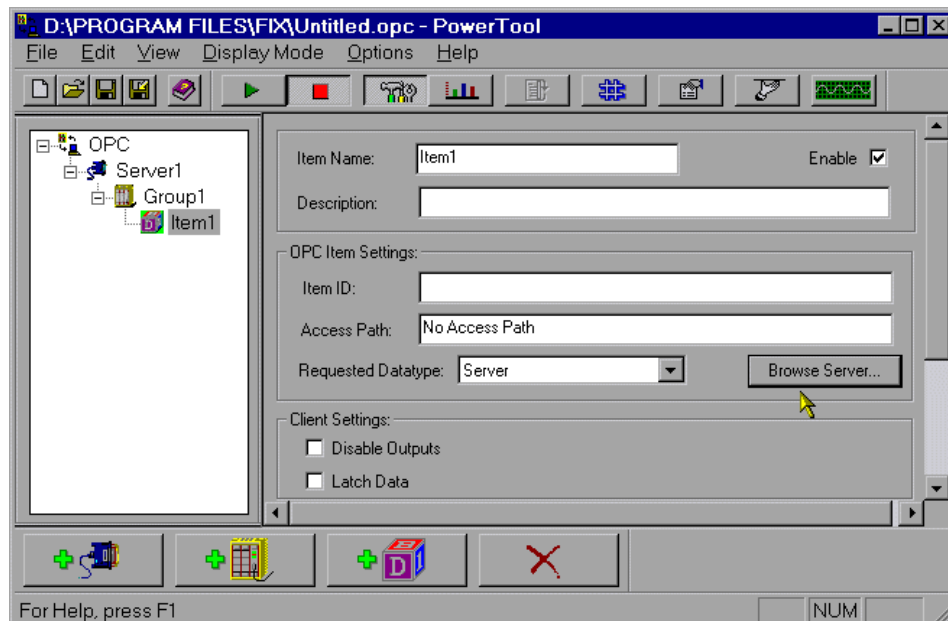 D:\PROGRAM FILES\FIX\Untitled.opc - PowerTool
File Edit View Display Mode Options Help
OPC
Server1
Group1
Item1
Item Name: Item1 Enable
Description:
OPC Item Settings:
Item ID:
Access Path: No Access Path
Requested Datatype: Server Browse Server...
Client Settings:
Disable Outputs
Latch Data
D
For Help, press F1 NUM